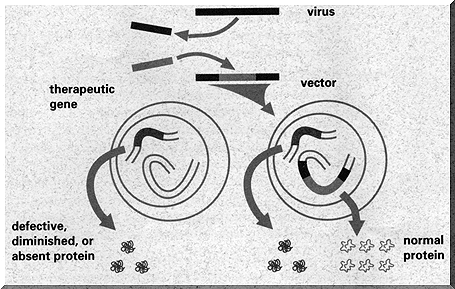 virus
therapeutic
gene
vector
defective,
diminished, or
absent protein
normal
protein